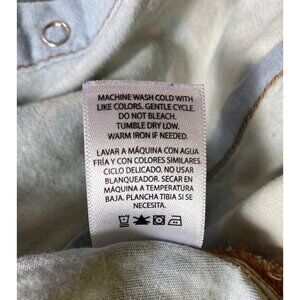 MACHINE WASH COLD WITH
LIKE COLORS, GENTLE CYCLE.
DO NOT BLEACH.
TUMBLE DRY LOW.
WARM IRON IF NEEDED.
LAVAR A MÁQUINA CON AGUA
FRÍA Y CON COLORES SIMILARES.
CICLO DELICADO. NO USAR
BLANQUEADOR. SECAR EN
MÁQUINA A TEMPERATURA
BAJA. PLANCHA TIBIA SI SE
NECESITA.